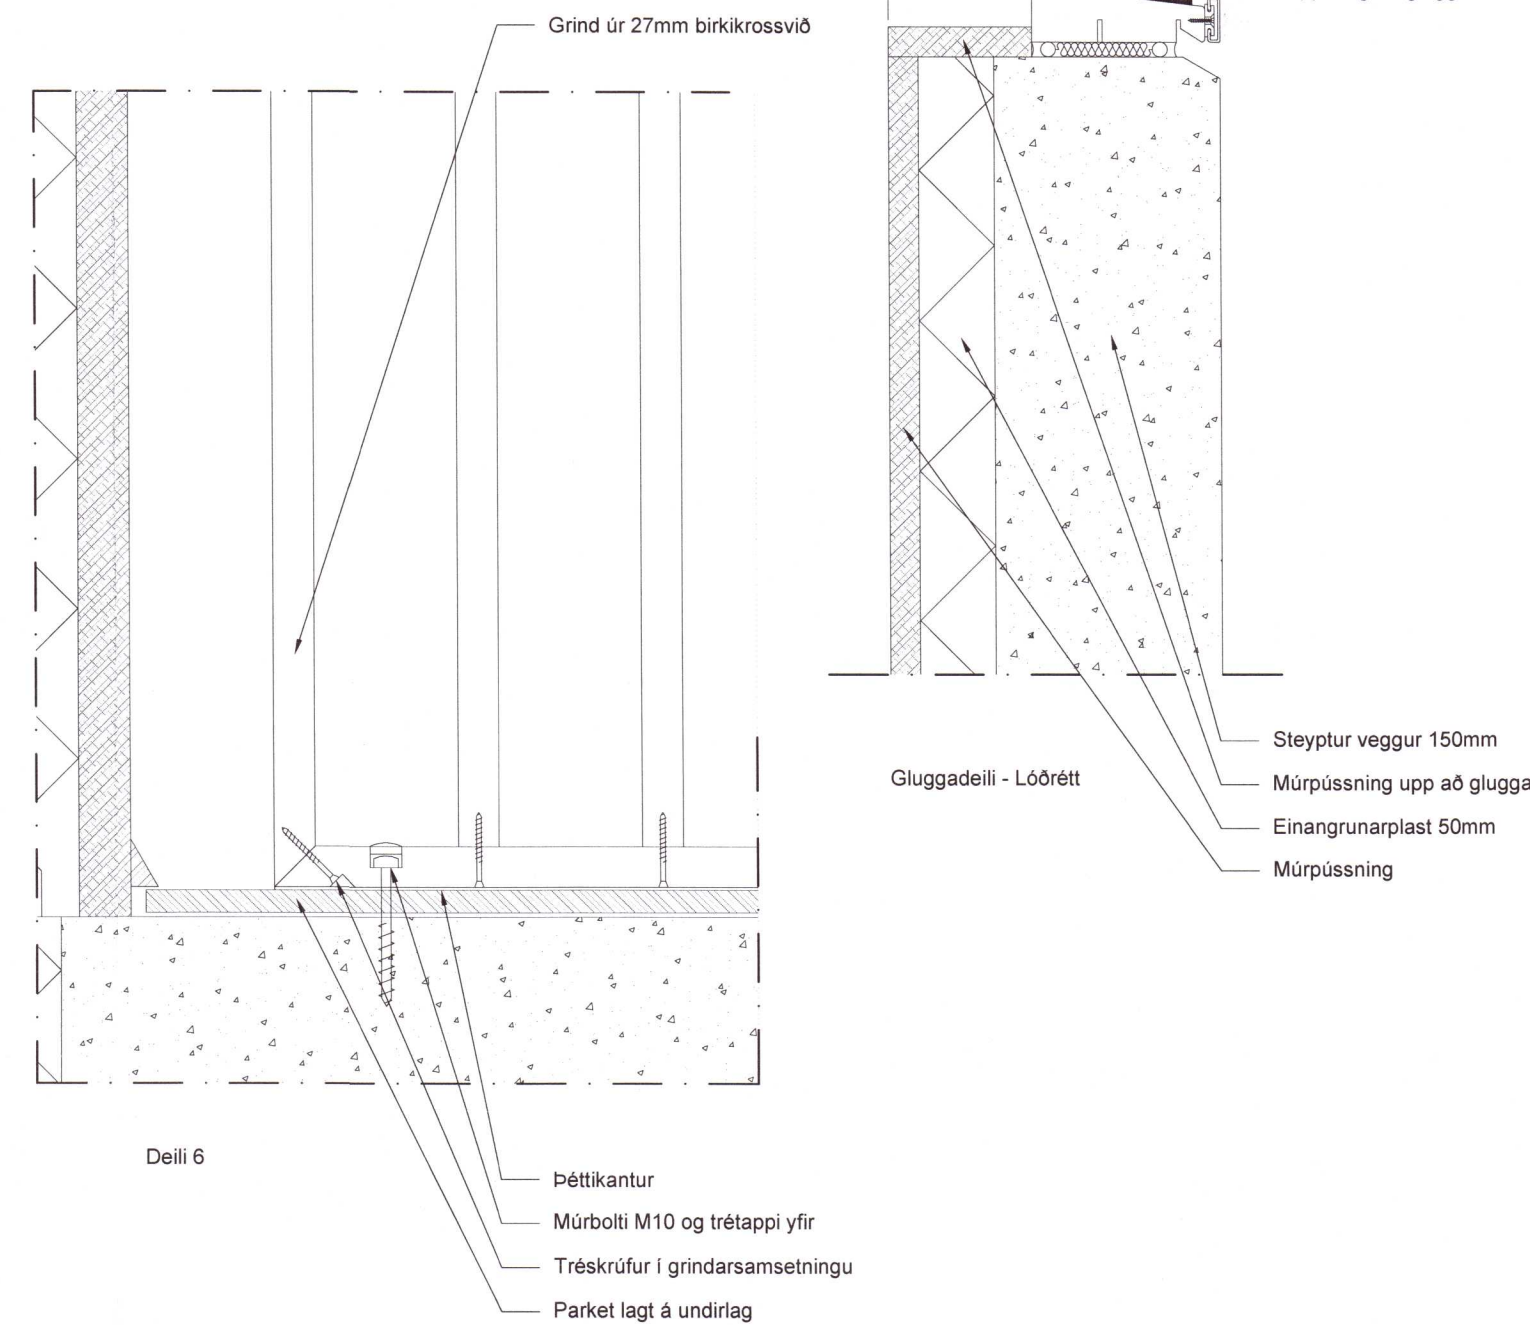 Grind úr 27mm birkikrossvið
Steyptur veggur 150mm
Múrpússning upp að glugga
Einangrunarplast 50mm
Múrpússning
Gluggadeili - Lóðrétt
Deili 6
Þéttikantur
Múrbolti M10 og trétappi yfir
Tréskrúfur í grindarsamsetningu
Parket lagt á undirlag